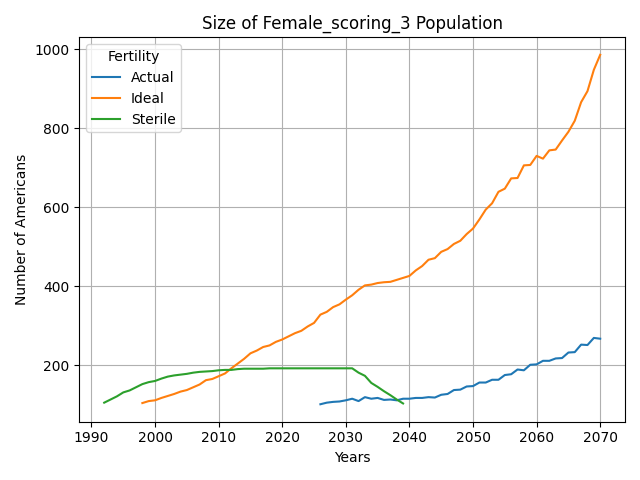 Size of Female_scoring_3 Population
Fertility
Actual
Ideal
Sterile
Number of Americans
1000
800
600
400
200
1990 2000 2010 2020 2030 2040 2050 2060 2070
Years